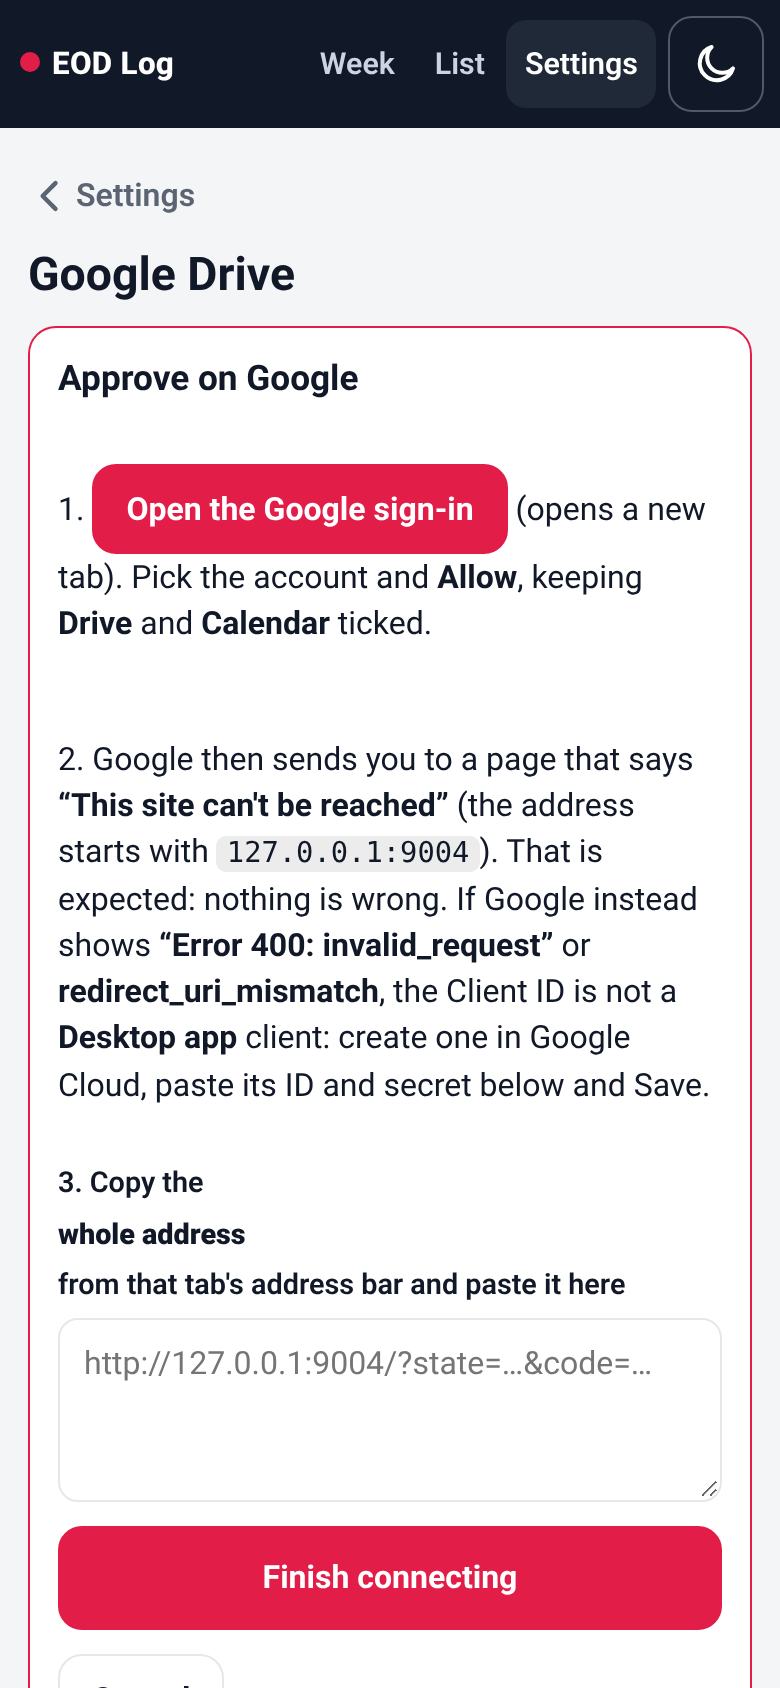 EOD Log Week List Settings
Settings
Google Drive
Approve on Google
1. Open the Google sign-in (opens a new
tab). Pick the account and Allow, keeping
Drive and Calendar ticked.
2. Google then sends you to a page that says
“This site can't be reached” (the address
starts with 127.0.0.1:9004). That is
expected: nothing is wrong. If Google instead
shows “Error 400: invalid_request” or
redirect_uri_mismatch, the Client ID is not a
Desktop app client: create one in Google
Cloud, paste its ID and secret below and Save.
3. Copy the
whole address
from that tab's address bar and paste it here
http://127.0.0.1:9004/?state=…&code=…
Finish connecting